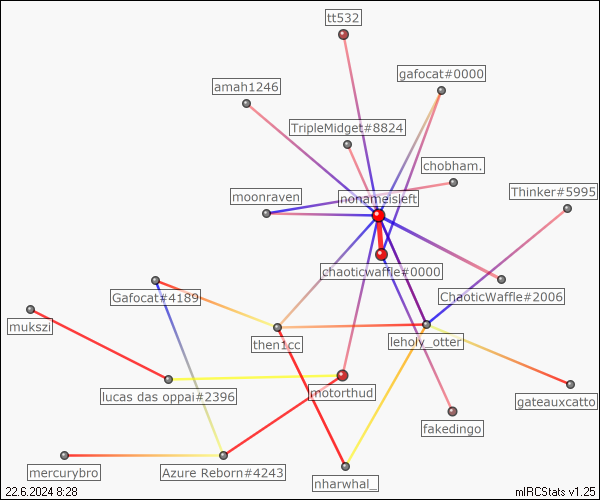 tt532
gafocat#0000
amah1246
TripleMidget#8824
chobham.
Thinker#5995
moonraven
nonameisleft
chaoticwaffle#0000
ChaoticWaffle#2006
Gafocat#4189
mukszi
then1cc
leholy_otter
lucas das oppai#2396
motorthud
gateauxcatto
fakedingo
mercurybro
Azure Reborn#4243
nharwhal_
22.6.2024 8:28
mIRCStats v1.25